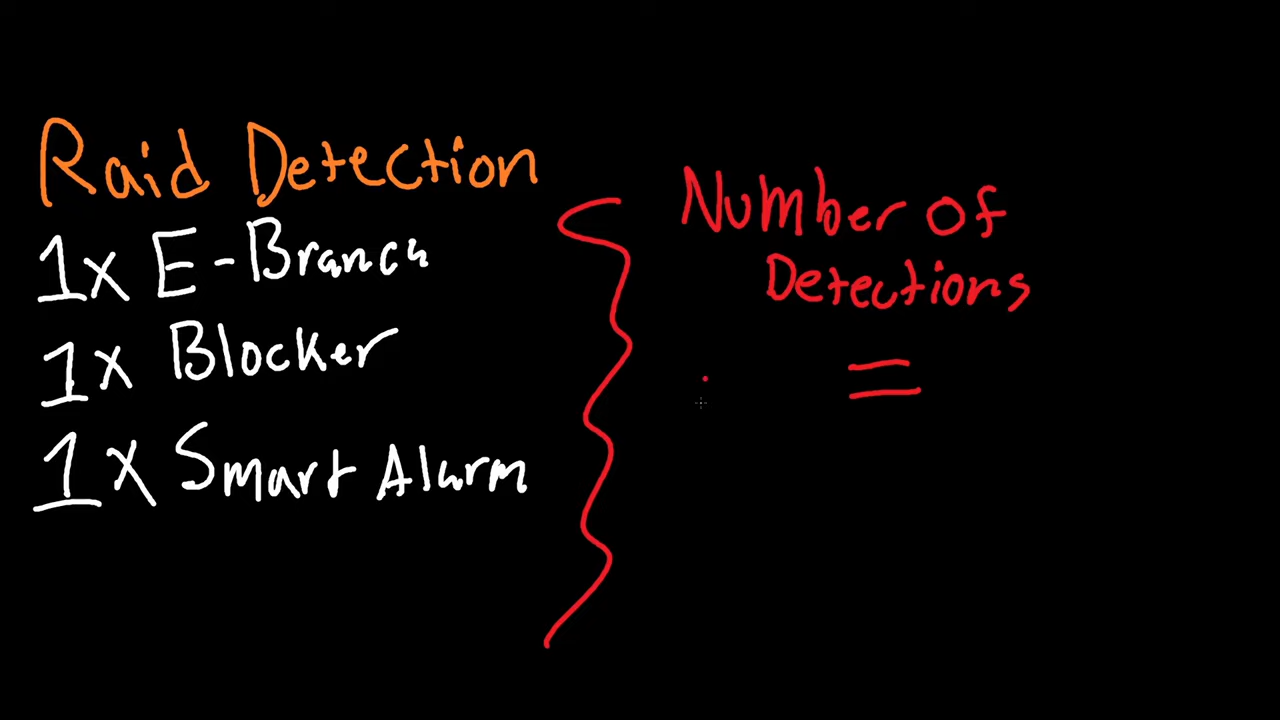 Raid Detection
1x E-Branch
1x Blocker
1x Smart Alarm
Number of
Detections
=